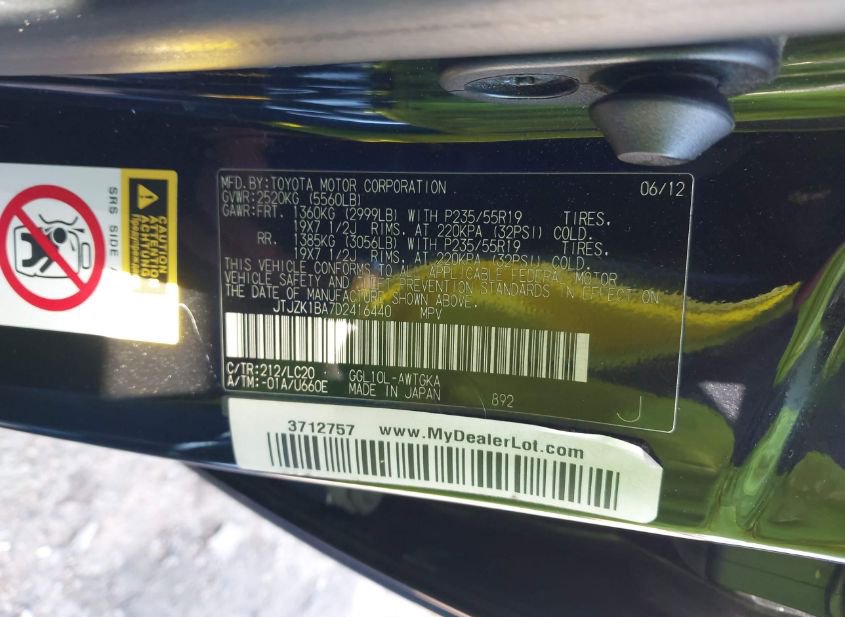 SRS SIDE
CAUTION
ATTENTION
ACHTUNG
MFD.BY:TOYOTA MOTOR CORPORATION 06/12
GVWR:2520KG (5560LB)
GAWR:FRT. 1360KG (2999LB) WITH P235/55R19 TIRES,
19X7 1/2J RIMS, AT 220KPA (32PSI) COLD.
RR. 1385KG (3056LB) WITH P235/55R19 TIRES,
19X7 1/2J RIMS, AT 220KPA (32PSI) COLD.
THIS VEHICLE CONFORMS TO ALL APPLICABLE FEDERAL MOTOR
VEHICLE SAFETY AND THEFT PREVENTION STANDARDS IN EFFECT ON
THE DATE OF MANUFACTURE SHOWN ABOVE.
JTJZK1BA7D2416440 MPV
C/TR:212/LC20 GGL10L-AWTGKA
A/TM:-01A/U660E MADE IN JAPAN 892 J
3712757 www.MyDealerLot.com